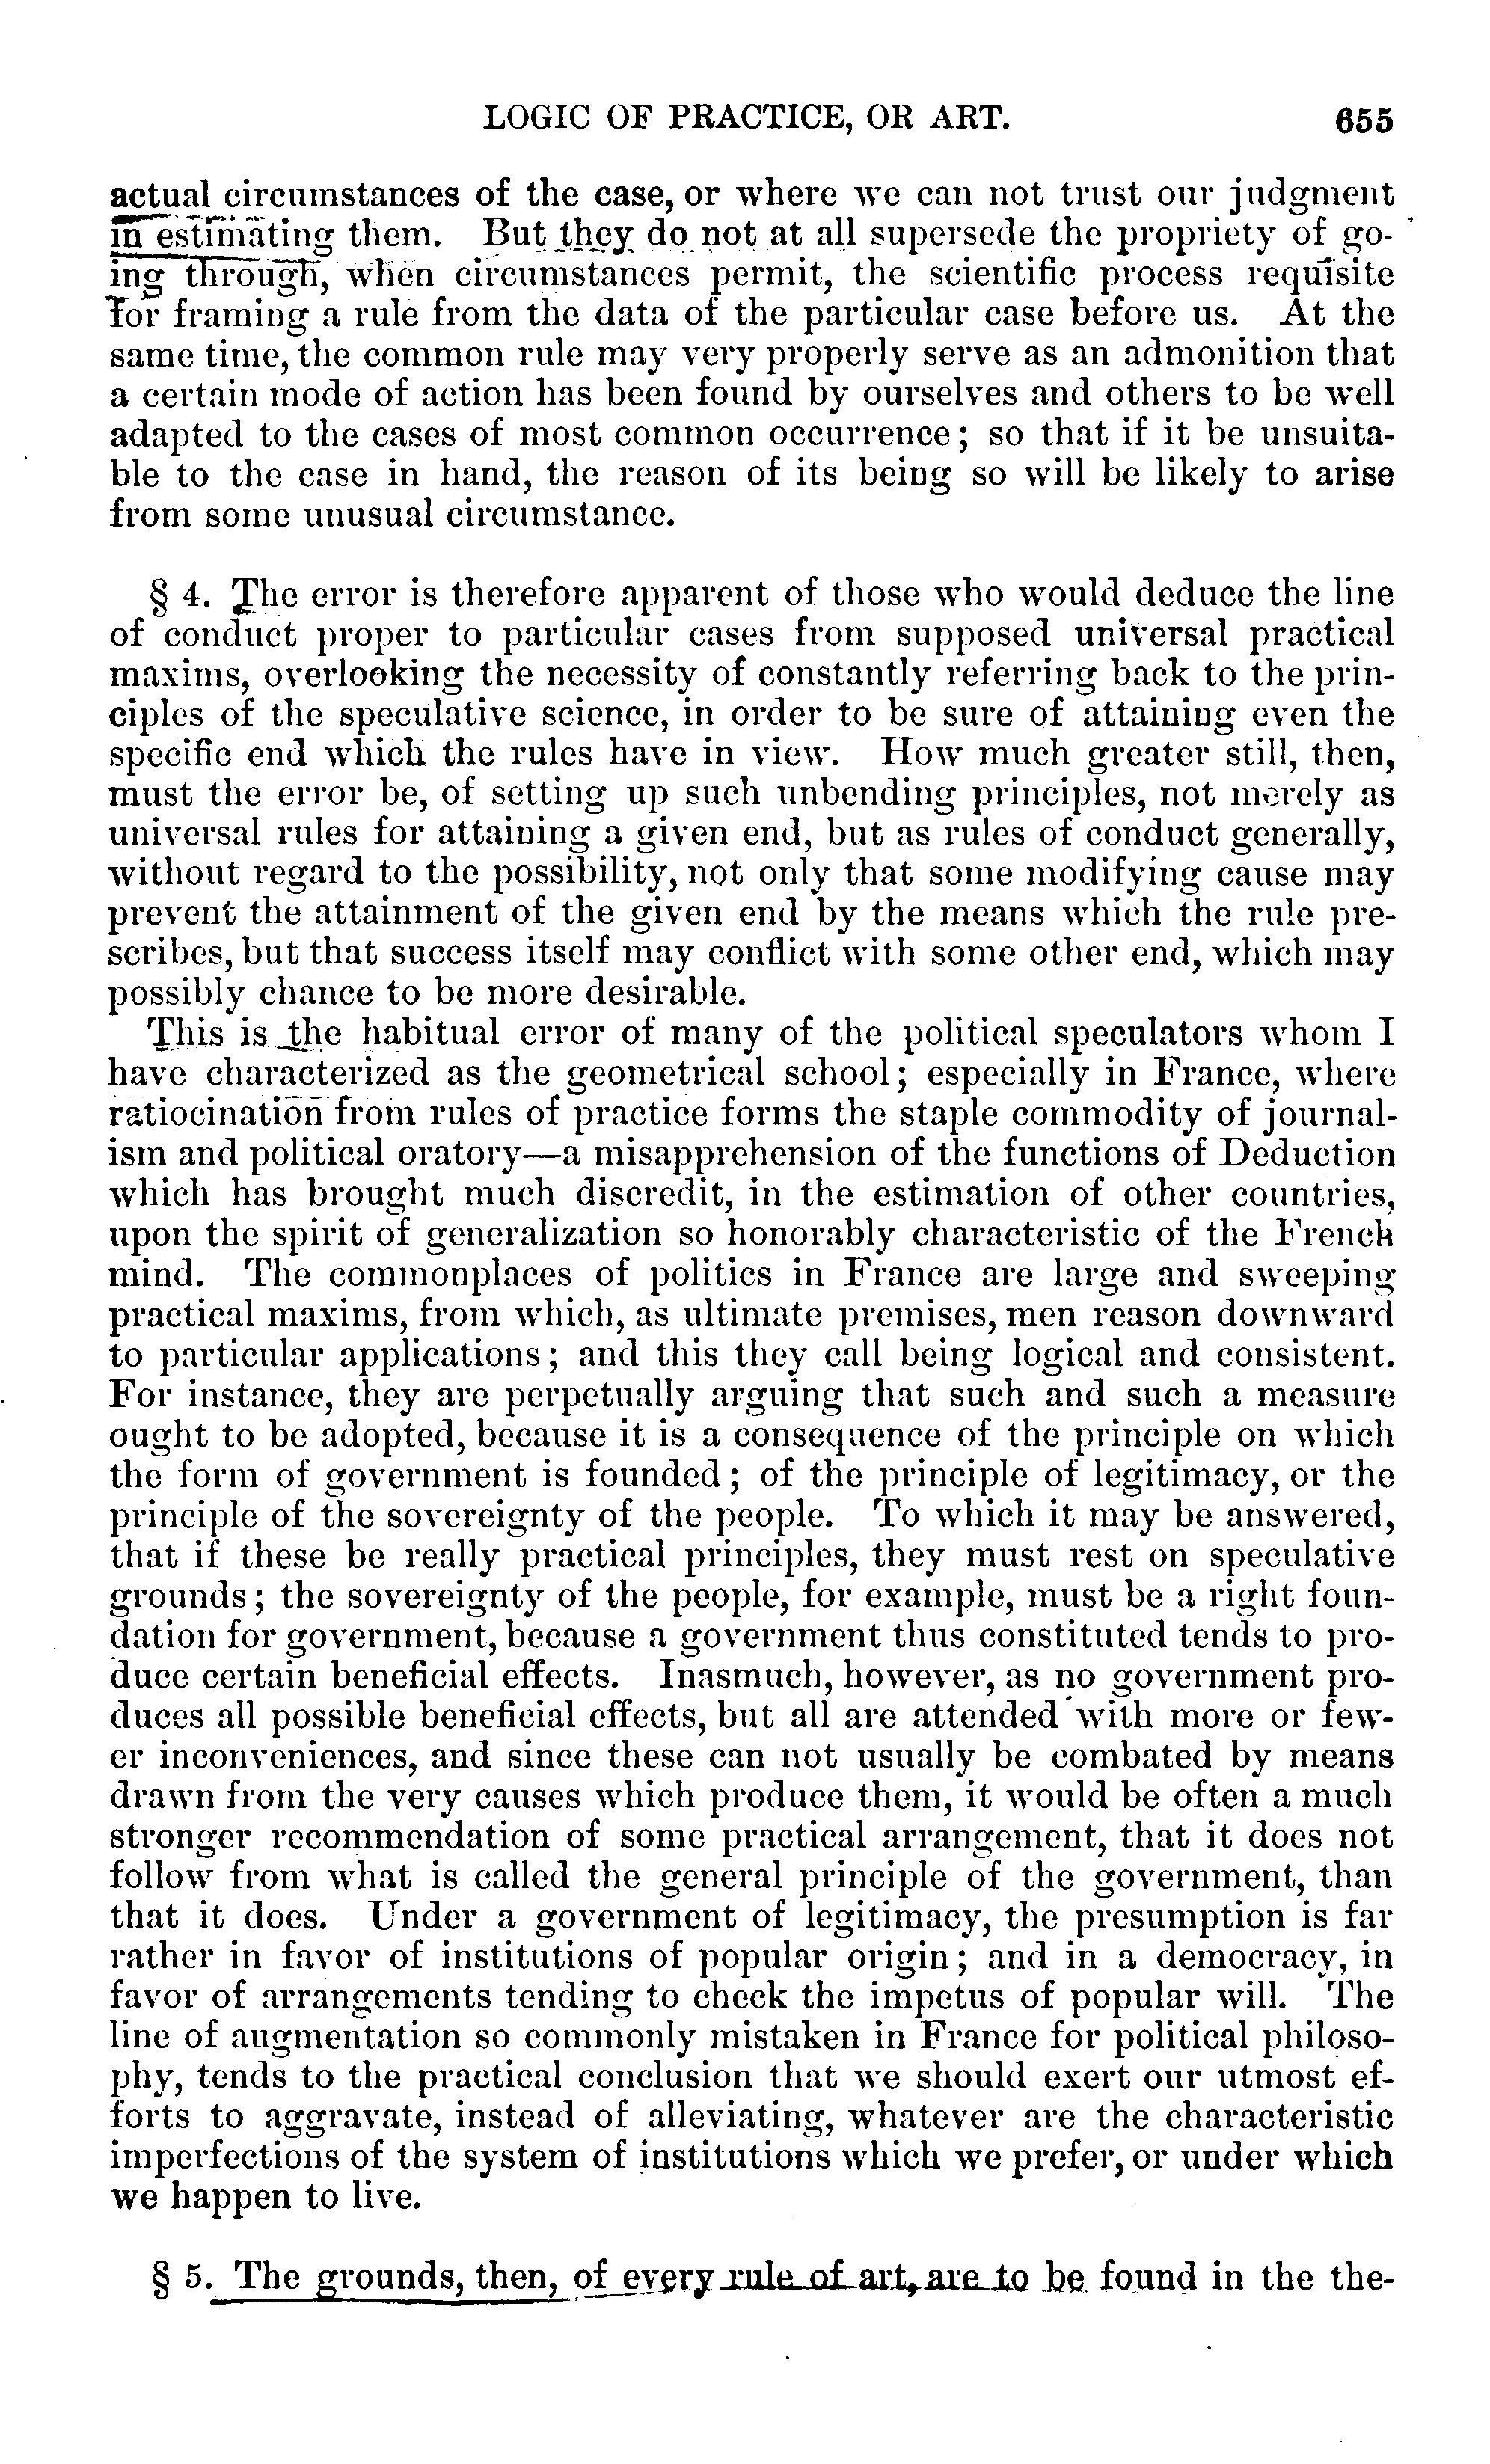 LOGIC OF PRACTICE, OR ART. 655
actual circumstances of the case, or where we can not trust our judgment
in estimating them. But they do not at all supersede the propriety of go-
ing through, when circumstances permit, the scientific process requisite
for framing a rule from the data of the particular case before us. At the
same time, the common rule may very properly serve as an admonition that
a certain mode of action has been found by ourselves and others to be well
adapted to the cases of most common occurrence; so that if it be unsuita-
ble to the case in hand, the reason of its being so will be likely to arise
from some unusual circumstance.
§ 4. The error is therefore apparent of those who would deduce the line
of conduct proper to particular cases from supposed universal practical
maxims, overlooking the necessity of constantly referring back to the prin-
ciples of the speculative science, in order to be sure of attaining even the
specific end which the rules have in view. How much greater still, then,
must the error be, of setting up such unbending principles, not merely as
universal rules for attaining a given end, but as rules of conduct generally,
without regard to the possibility, not only that some modifying cause may
prevent the attainment of the given end by the means which the rule pre-
scribes, but that success itself may conflict with some other end, which may
possibly chance to be more desirable.
This is the habitual error of many of the political speculators whom I
have characterized as the geometrical school; especially in France, where
ratiocination from rules of practice forms the staple commodity of journal-
ism and political oratory—a misapprehension of the functions of Deduction
which has brought much discredit, in the estimation of other countries,
upon the spirit of generalization so honorably characteristic of the French
mind. The commonplaces of politics in France are large and sweeping
practical maxims, from which, as ultimate premises, men reason downward
to particular applications; and this they call being logical and consistent.
For instance, they are perpetually arguing that such and such a measure
ought to be adopted, because it is a consequence of the principle on which
the form of government is founded; of the principle of legitimacy, or the
principle of the sovereignty of the people. To which it may be answered,
that if these be really practical principles, they must rest on speculative
grounds; the sovereignty of the people, for example, must be a right foun-
dation for government, because a government thus constituted tends to pro-
duce certain beneficial effects. Inasmuch, however, as no government pro-
duces all possible beneficial effects, but all are attended with more or few-
er inconveniences, and since these can not usually be combated by means
drawn from the very causes which produce them, it would be often a much
stronger recommendation of some practical arrangement, that it does not
follow from what is called the general principle of the government, than
that it does. Under a government of legitimacy, the presumption is far
rather in favor of institutions of popular origin; and in a democracy, in
favor of arrangements tending to check the impetus of popular will. The
line of augmentation so commonly mistaken in France for political philoso-
phy, tends to the practical conclusion that we should exert our utmost ef-
forts to aggravate, instead of alleviating, whatever are the characteristic
imperfections of the system of institutions which we prefer, or under which
we happen to live.
§ 5. The grounds, then, of every rule of art, are to be found in the the-